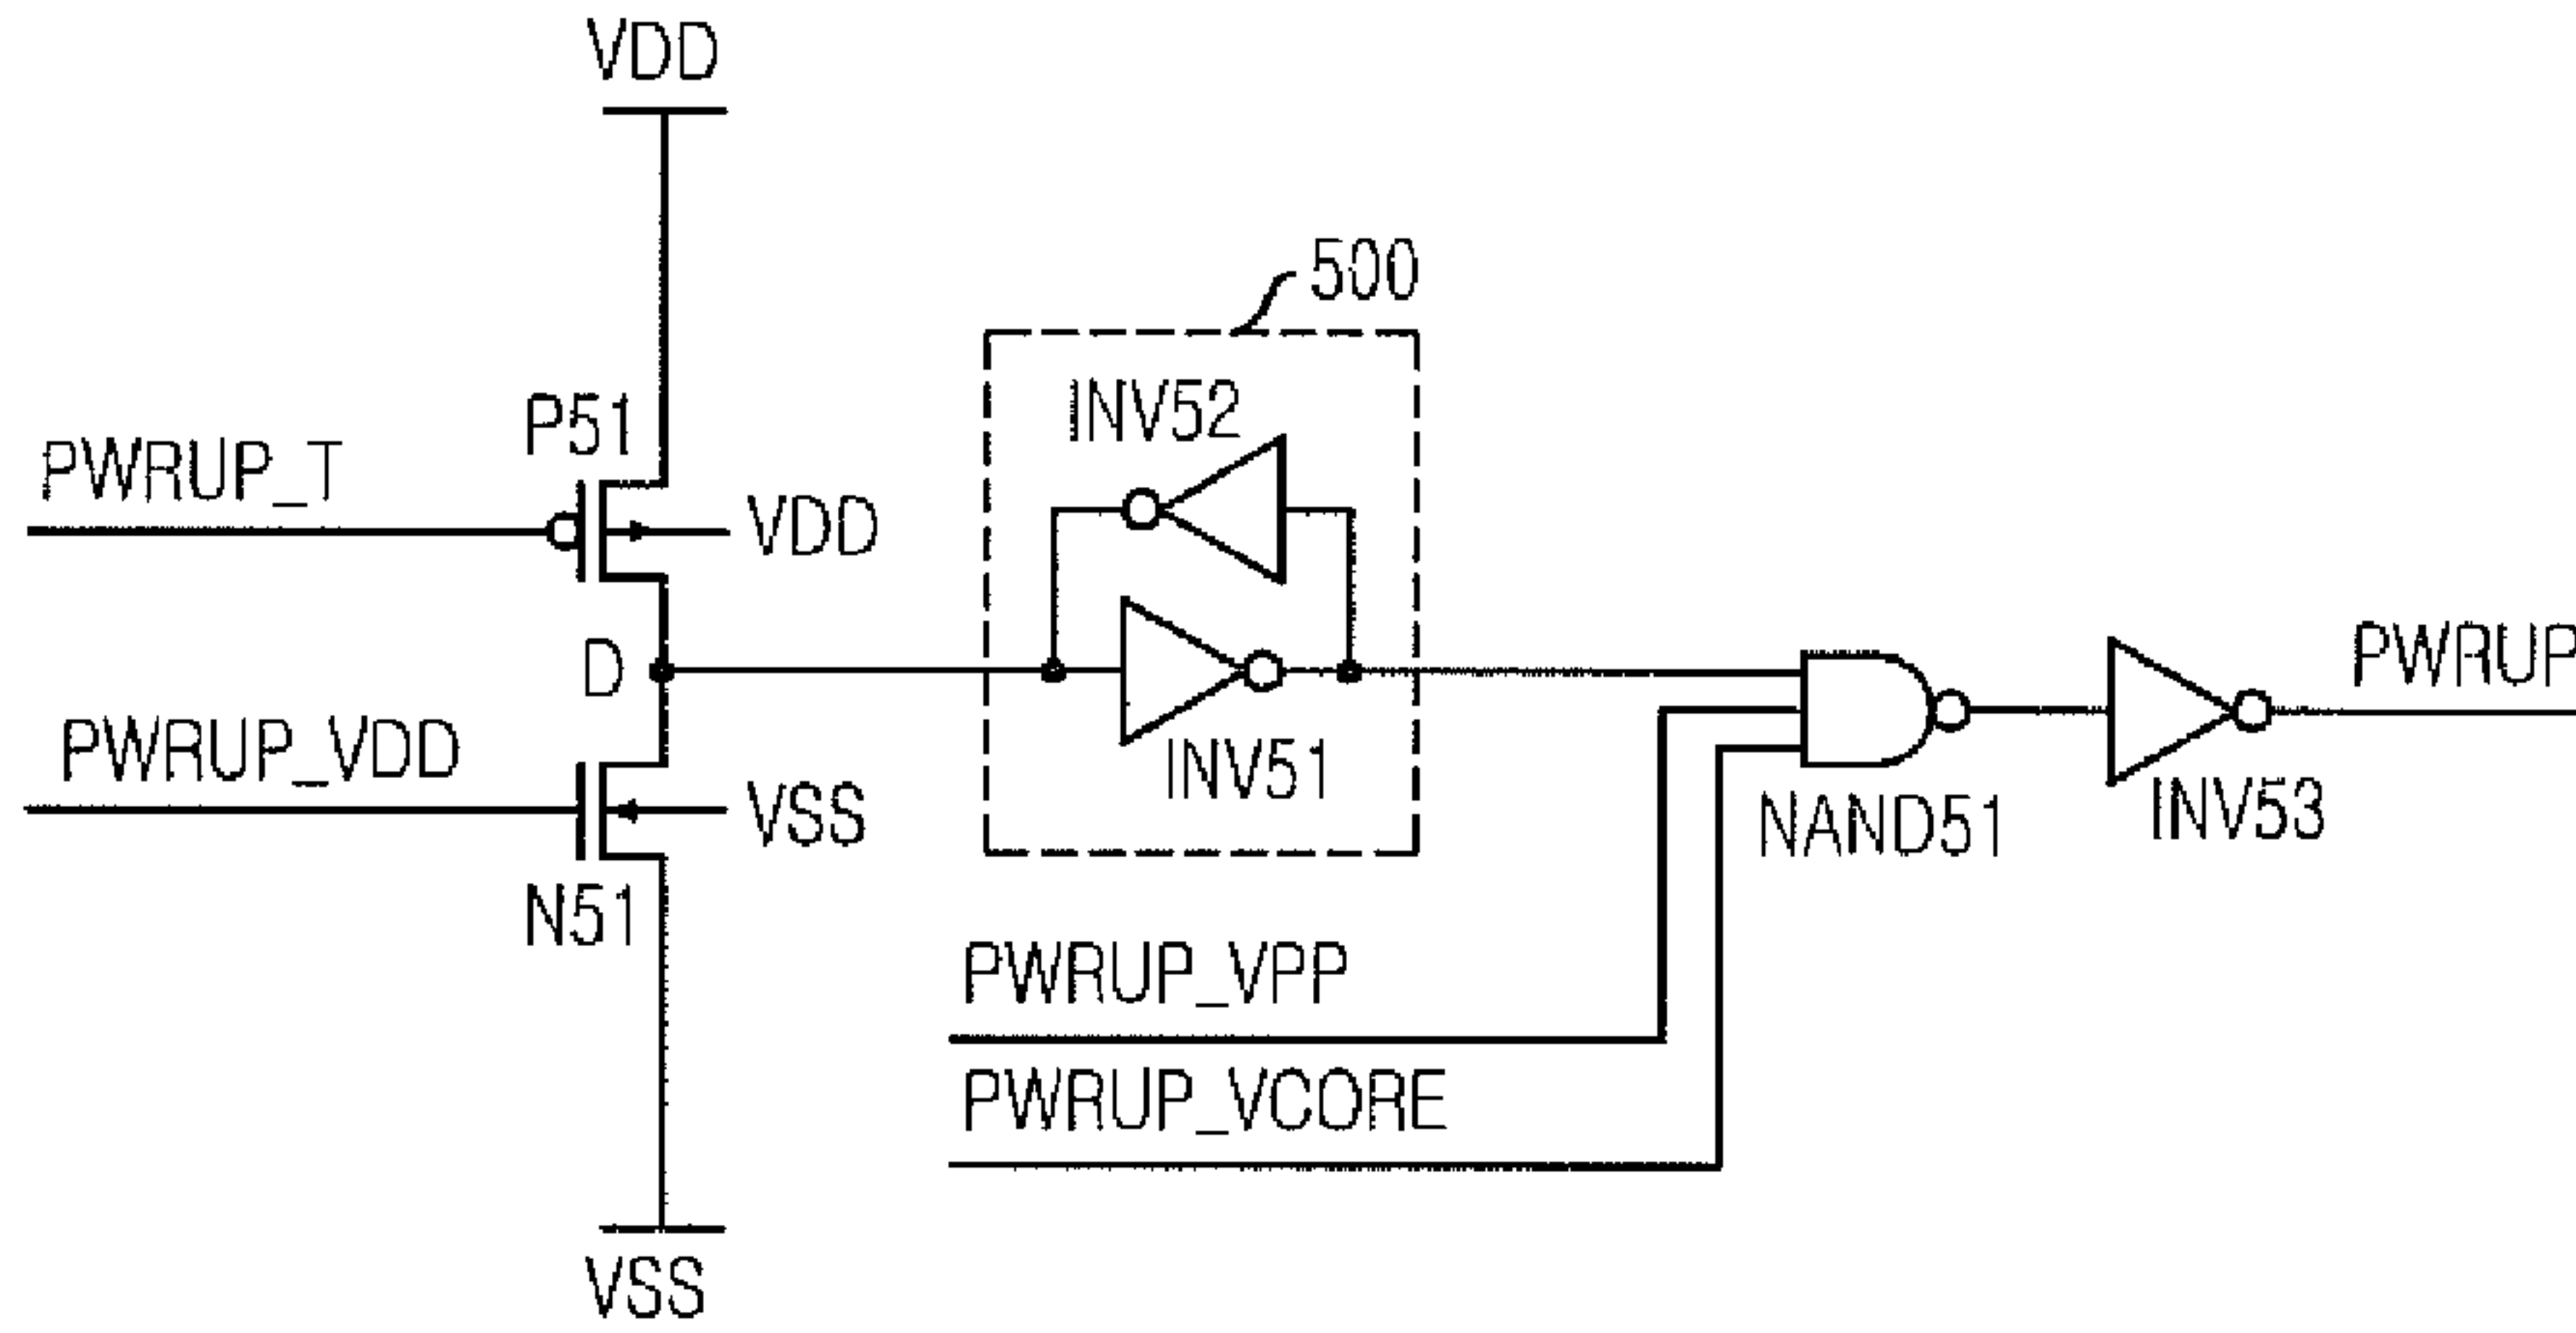 VDD
500
INV52
P51
PWRUP_T
VDD
D
PWRUP
PWRUP_VDD
INV51
VSS
NAND51
INV53
N51
PWRUP_VPP
PWRUP_VCORE
VSS